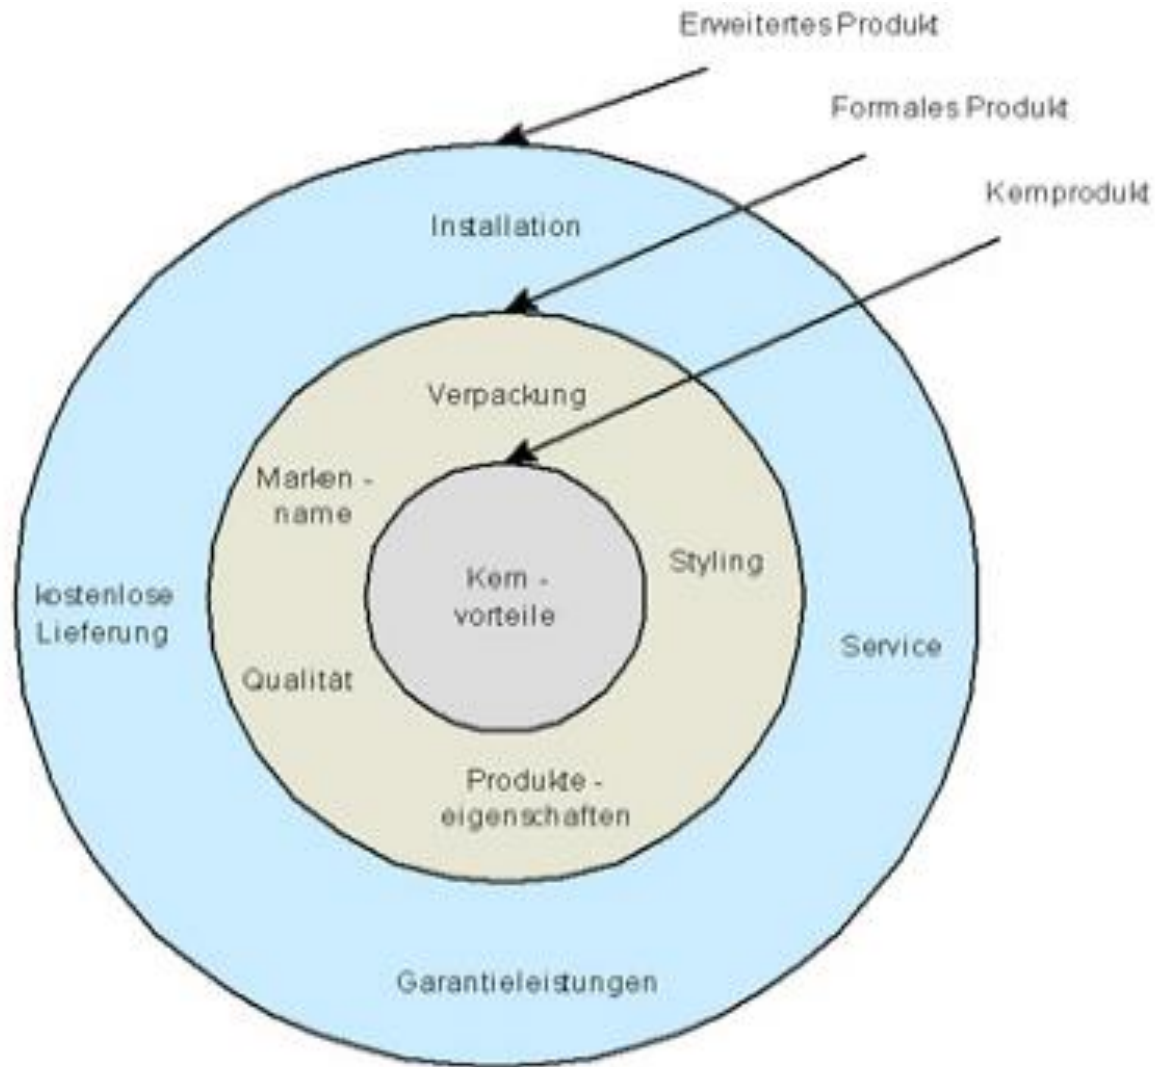 Erweitertes Produkt
Formales Produkt
Kernprodukt
Installation
Verpackung
Marken -
name
Styling
Kern -
vorteile
kostenlose
Lieferung
Service
Qualität
Produkte -
eigenschaften
Garantieleistungen